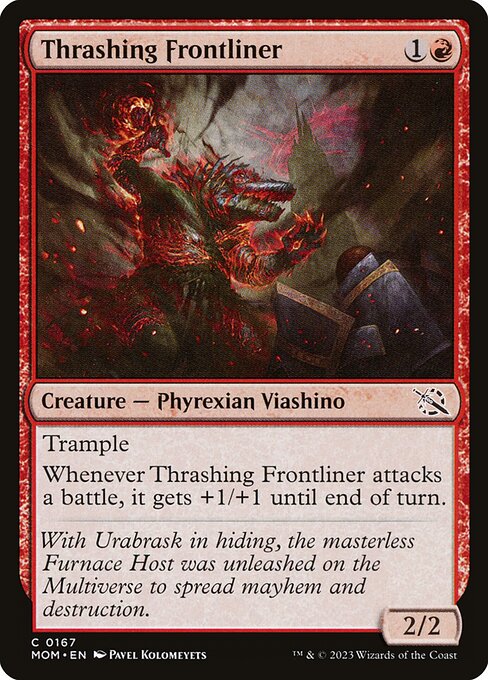 Thrashing Frontliner 1
Creature — Phyrexian Viashino
Trample
Whenever Thrashing Frontliner attacks
a battle, it gets +1/+1 until end of turn.
With Urabrask in hiding, the masterless
Furnace Host was unleashed on the
Multiverse to spread mayhem and
destruction.
2/2
C 0167
MOM • EN Pavel Kolomeyets
™ & © 2023 Wizards of the Coast